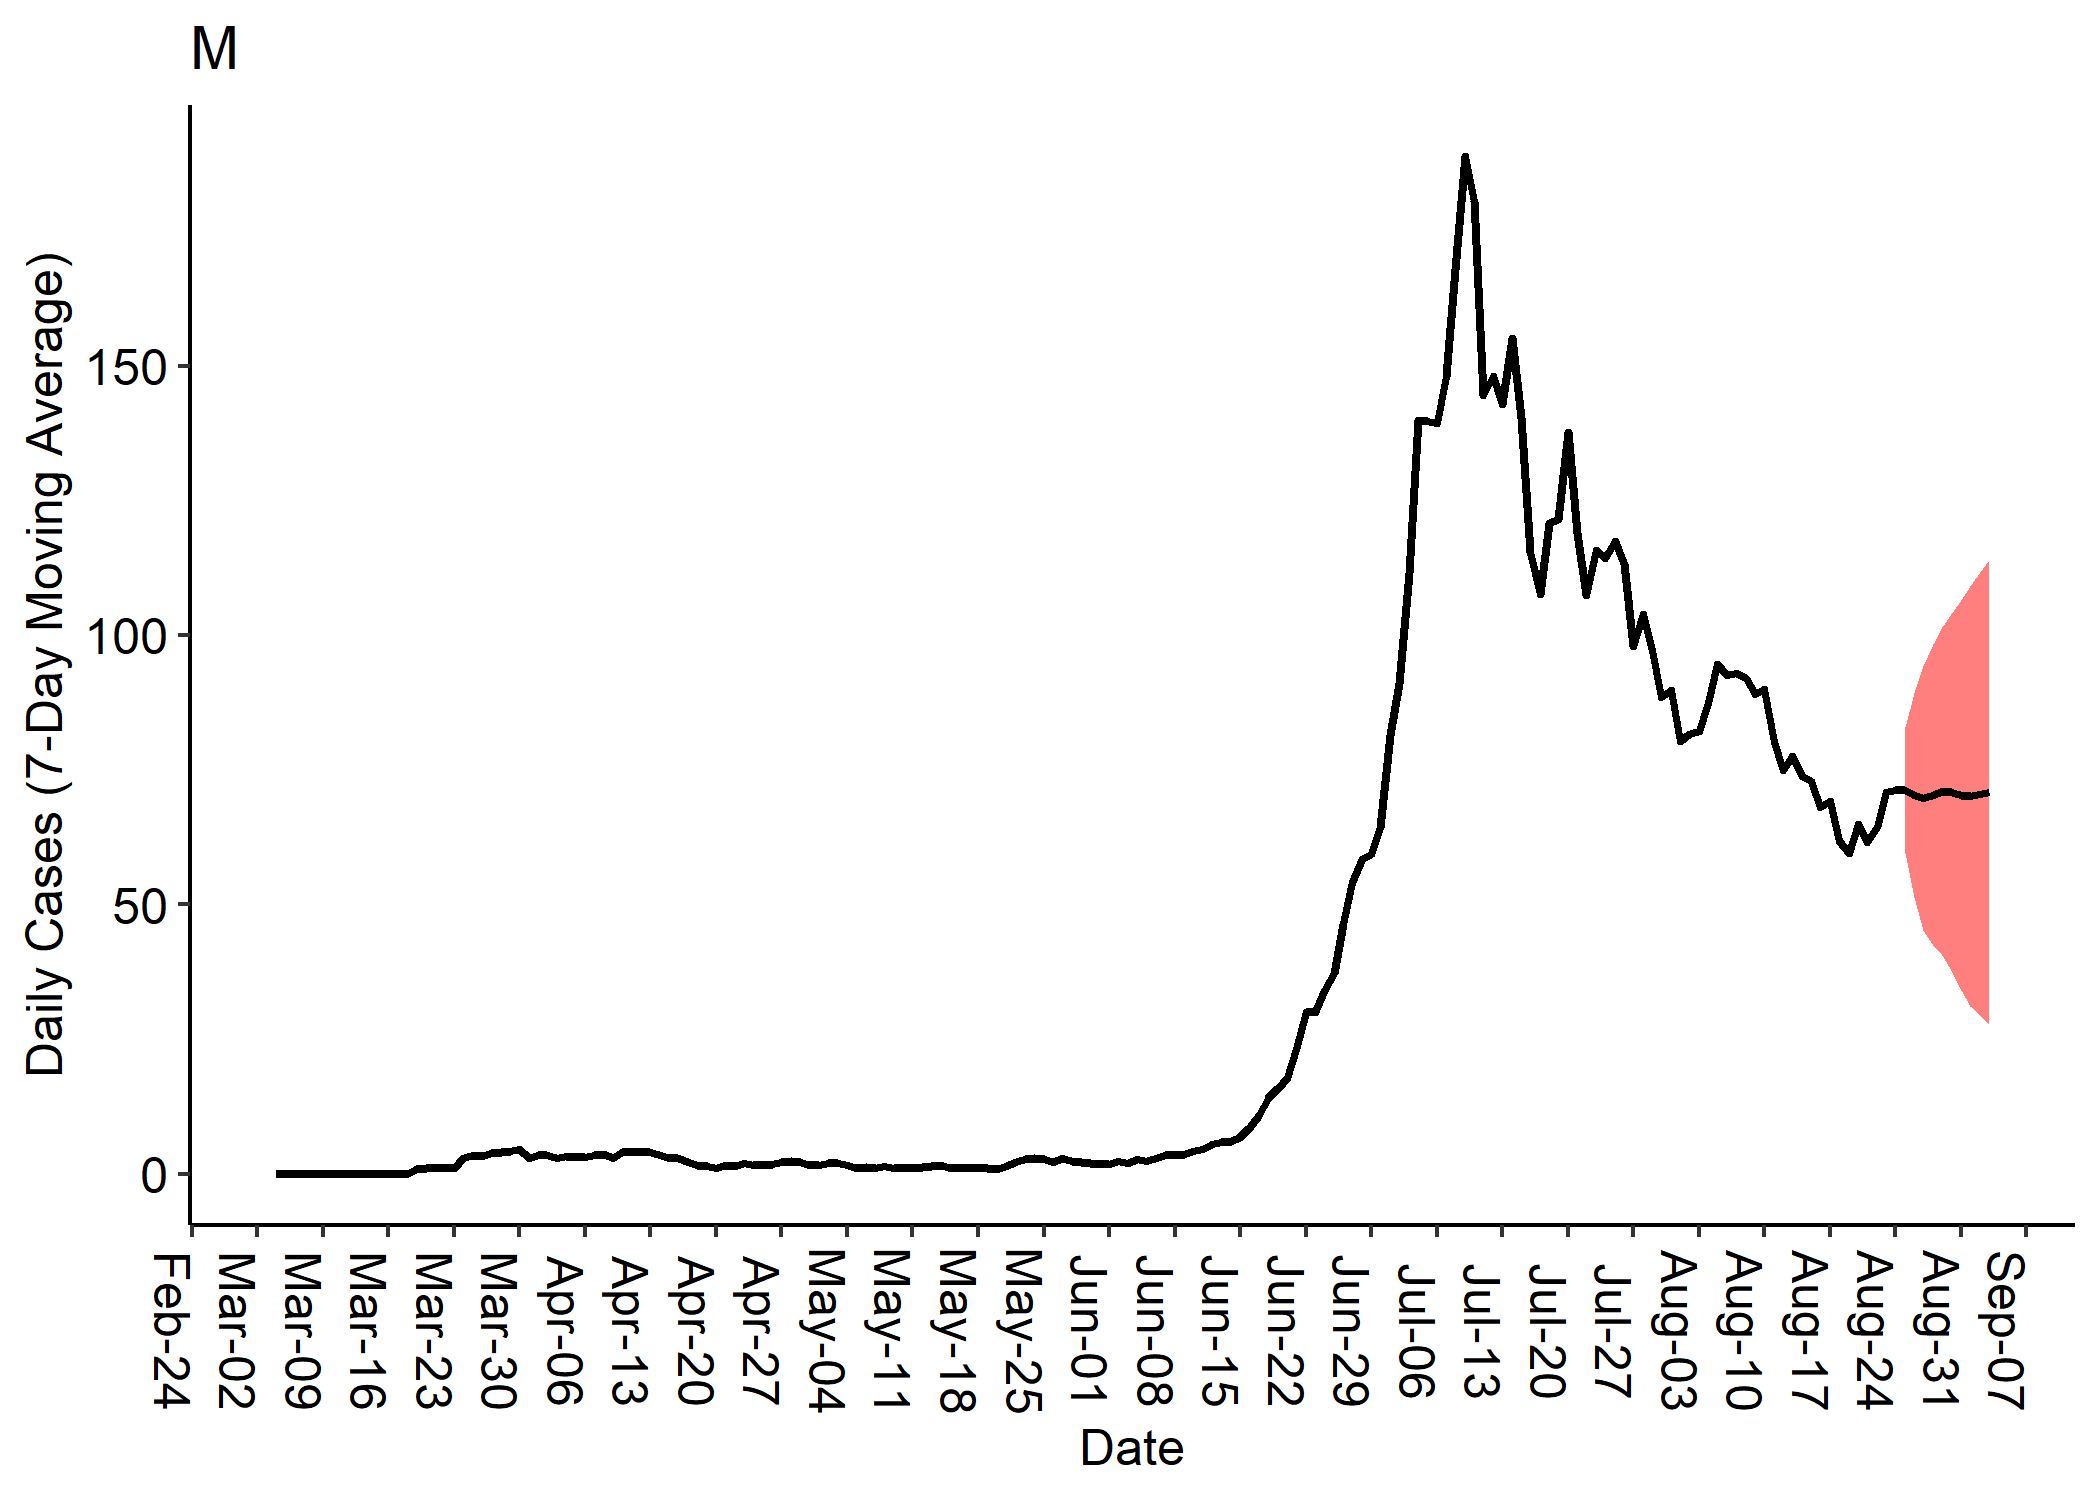 M
Daily Cases (7-Day Moving Average)
150
100
50
0
Feb-24
Mar-02
Mar-09
Mar-16
Mar-23
Mar-30
Apr-06
Apr-13
Apr-20
Apr-27
May-04
May-11
May-18
May-25
Jun-01
Jun-08
Jun-15
Jun-22
Jun-29
Jul-06
Jul-13
Jul-20
Jul-27
Aug-03
Aug-10
Aug-17
Aug-24
Aug-31
Sep-07
Date